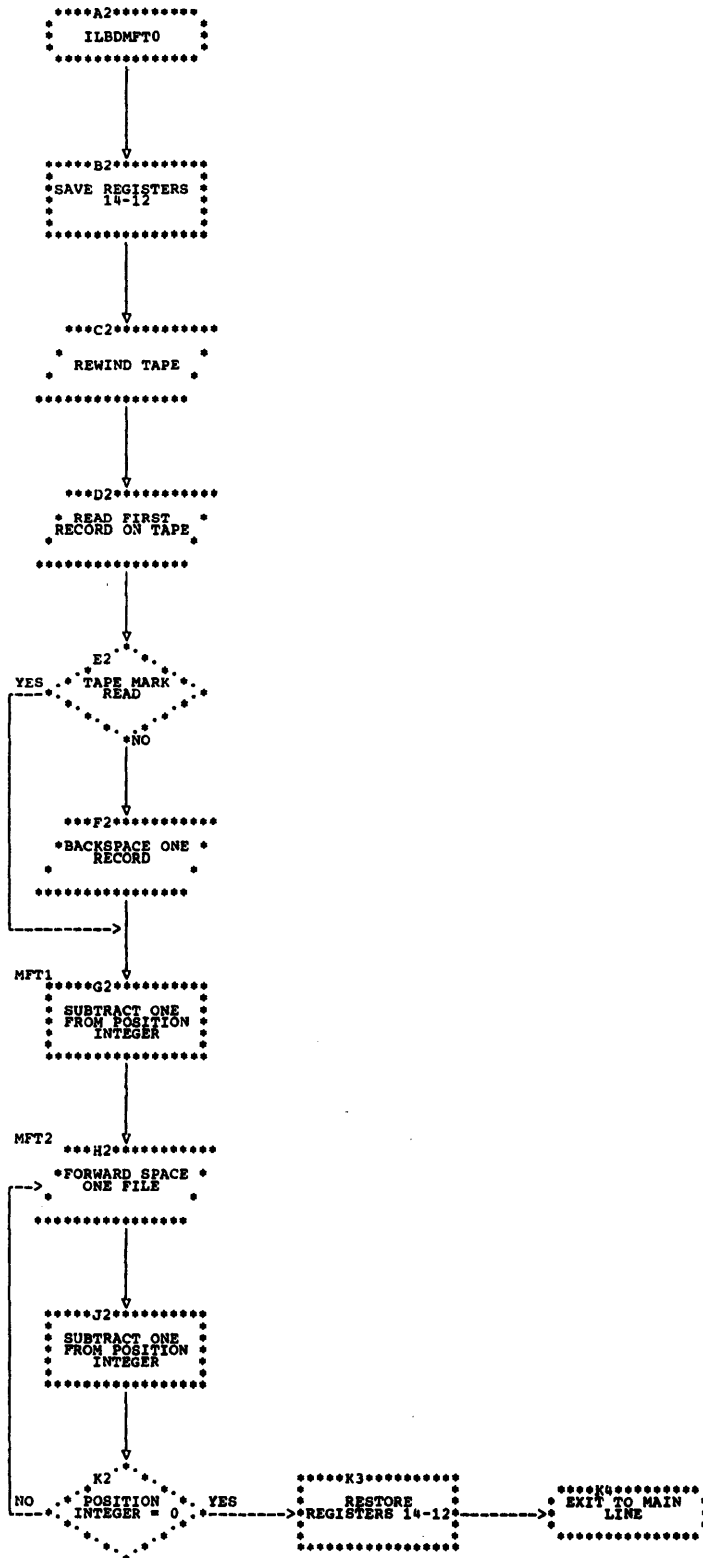 A2
ILBDMFT0
B2
SAVE REGISTERS
14-12
C2
REWIND TAPE
D2
READ FIRST
RECORD ON TAPE
E2
YES
TAPE MARK
READ
NO
F2
BACKSPACE ONE
RECORD
MFT1
G2
SUBTRACT ONE
FROM POSITION
INTEGER
MFT2
H2
FORWARD SPACE
ONE FILE
J2
SUBTRACT ONE
FROM POSITION
INTEGER
K2
NO
POSITION
INTEGER = 0
YES
K3
RESTORE
REGISTERS 14-12
K4
EXIT TO MAIN
LINE